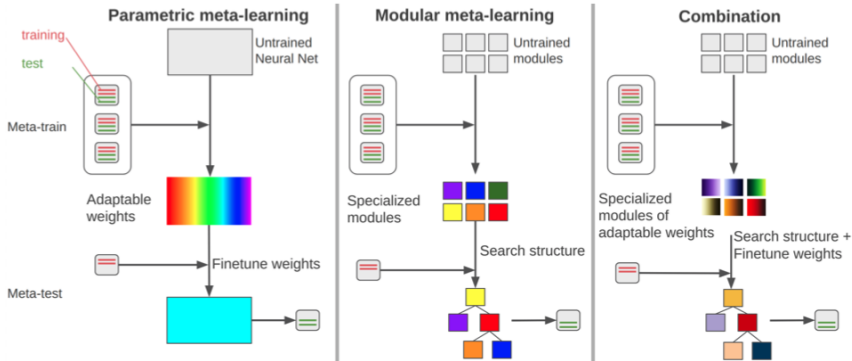 Parametric meta-learning
training
test
Untrained
Neural Net
Meta-train
Adaptable
weights
Finetune weights
Meta-test
Modular meta-learning
Untrained
modules
Specialized
modules
Search structure
Combination
Untrained
modules
Specialized
modules of
adaptable weights
Search structure +
Finetune weights